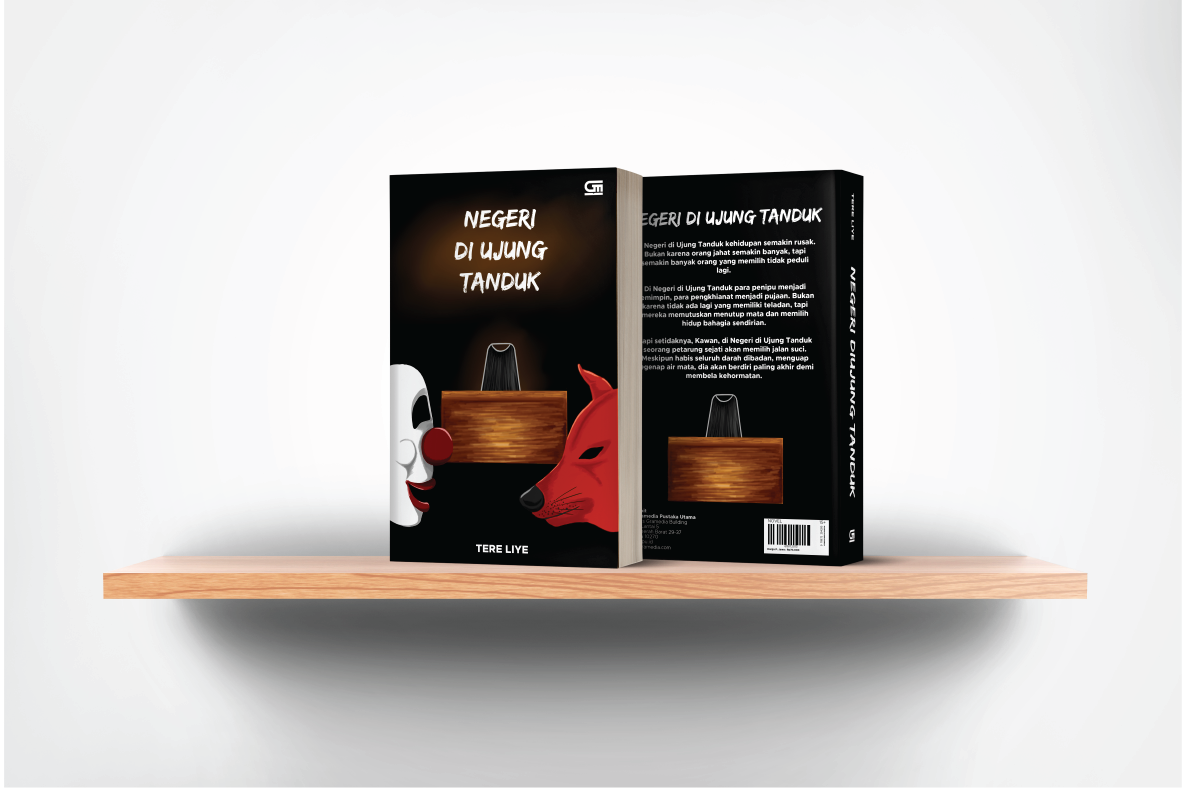 NEGERI
DI UJUNG
TANDUK
TERE LIYE
EGERI DI UJUNG TANDUK
Negeri di Ujung Tanduk kehidupan semakin rusak.
Bukan karena orang jahat semakin banyak, tapi
semakin banyak orang yang memilih tidak peduli
lagi.
Di Negeri di Ujung Tanduk para penipu menjadi
mimpin, para pengkhianat menjadi pujaan. Bukan
karena tidak ada lagi yang memiliki teladan, tapi
mereka memutuskan menutup mata dan memilih
hidup bahagia sendirian.
api setidaknya, Kawan, di Negeri di Ujung Tanduk
seorang petarung sejati akan memilih jalan suci.
Meskipun habis seluruh darah dibadan, menguap
genap air mata, dia akan berdiri paling akhir demi
membela kehormatan.
Pustaka Utama
Gramedia Building
Barat 29-37
10270
TERE LIYE
NEGERI DIUJUNG TANDUK